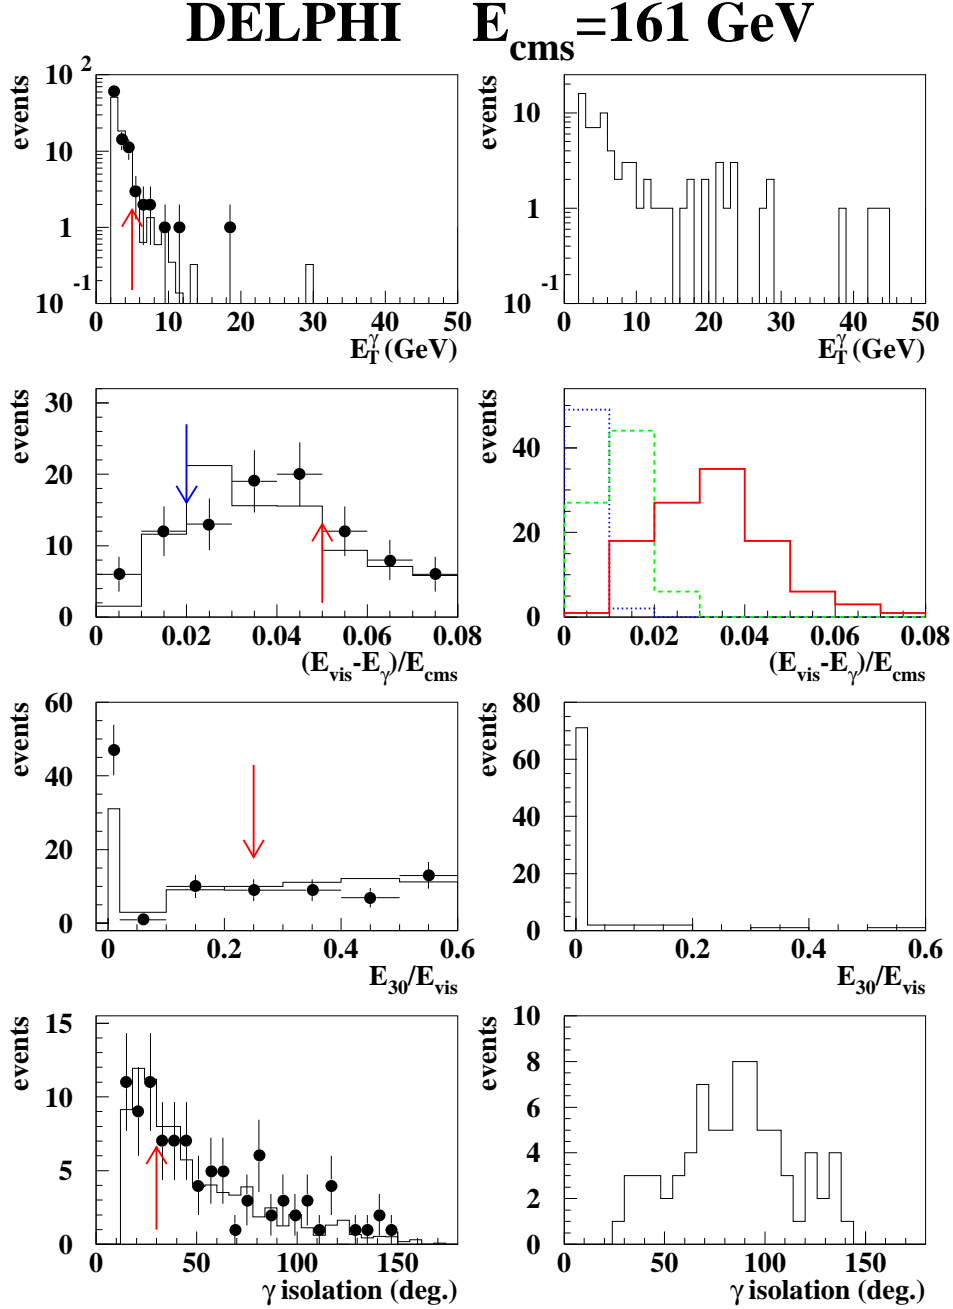 DELPHI E_cms=161 GeV
events
10^2
10
1
10^-1
0 10 20 30 40 50
E_T^γ (GeV)
events
10
1
10^-1
0 10 20 30 40 50
E_T^γ (GeV)
events
30
20
10
0
0 0.02 0.04 0.06 0.08
(E_vis-E_γ)/E_cms
events
40
20
0
0 0.02 0.04 0.06 0.08
(E_vis-E_γ)/E_cms
events
60
40
20
0
0 0.2 0.4 0.6
E_30/E_vis
events
80
60
40
20
0
0 0.2 0.4 0.6
E_30/E_vis
events
15
10
5
0
0 50 100 150
γ isolation (deg.)
events
10
8
6
4
2
0
0 50 100 150
γ isolation (deg.)